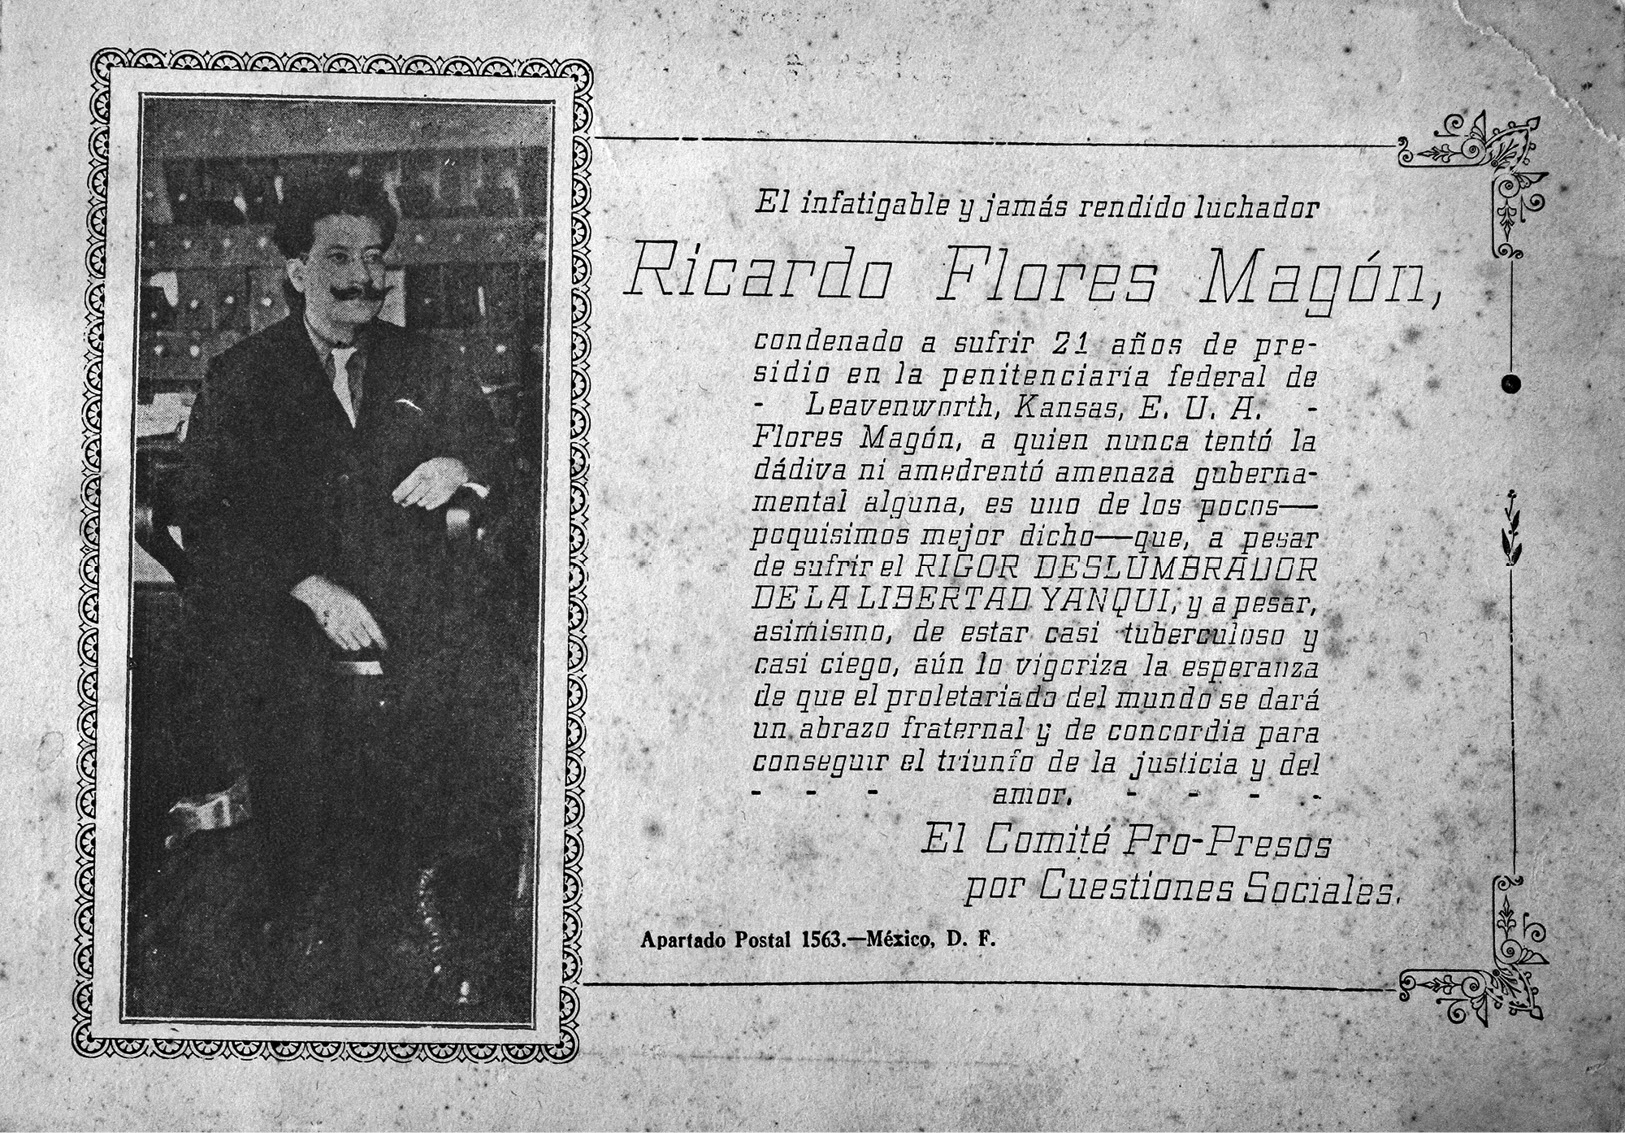 El infatigable y jamás rendido luchador
Ricardo Flores Magón,
condenado a sufrir 21 años de pre-
sidio en la penitenciaría federal de
- Leavenworth, Kansas, E. U. A. -
Flores Magón, a quien nunca tentó la
dádiva ni amedrentó amenaza guberna-
mental alguna, es uno de los pocos—
poquisimos mejor dicho—que, a pesar
de sufrir el RIGOR DESLUMBRADOR
DE LA LIBERTAD YANQUI, y a pesar,
asimismo, de estar casi tuberculoso y
casi ciego, aún lo vigoriza la esperanza
de que el proletariado del mundo se dará
un abrazo fraternal y de concordia para
conseguir el triunfo de la justicia y del
- - - amor. - - - -
El Comité Pro-Presos
por Cuestiones Sociales.
Apartado Postal 1563.—México, D. F.